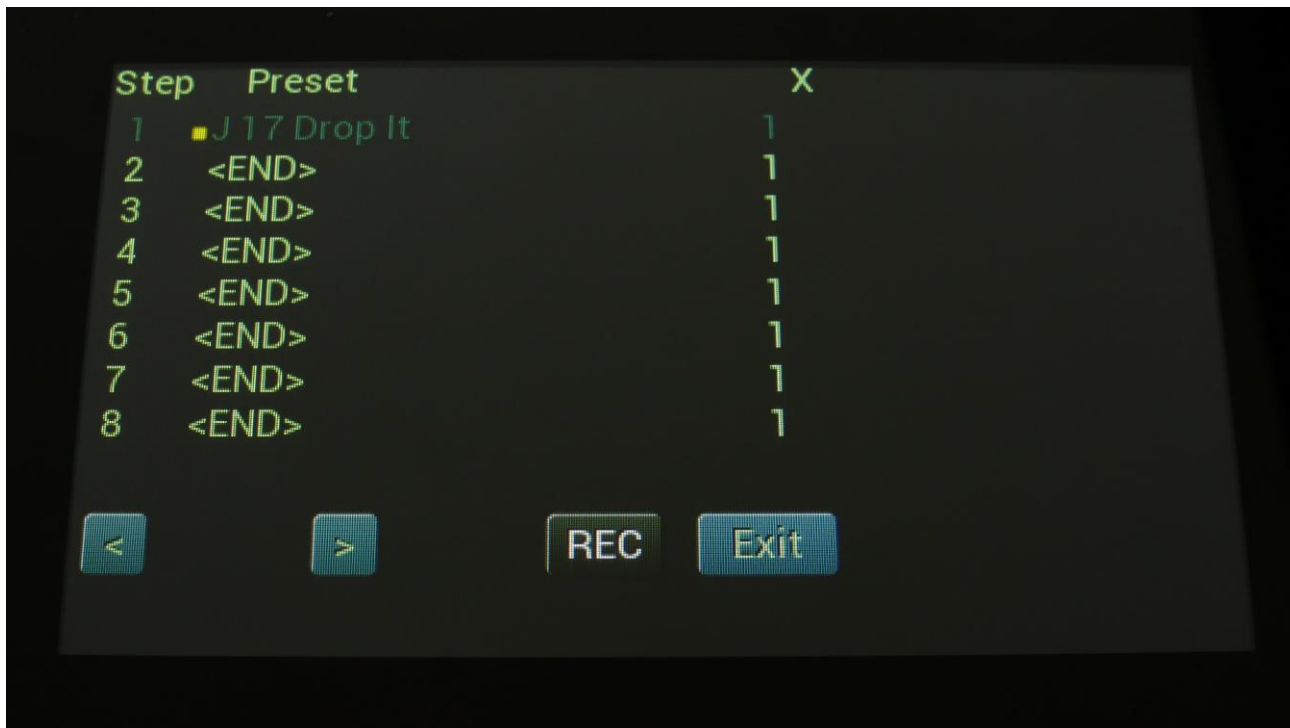 Step Preset X
1 J 17 Drop It 1
2 <END> 1
3 <END> 1
4 <END> 1
5 <END> 1
6 <END> 1
7 <END> 1
8 <END> 1
< > REC Exit